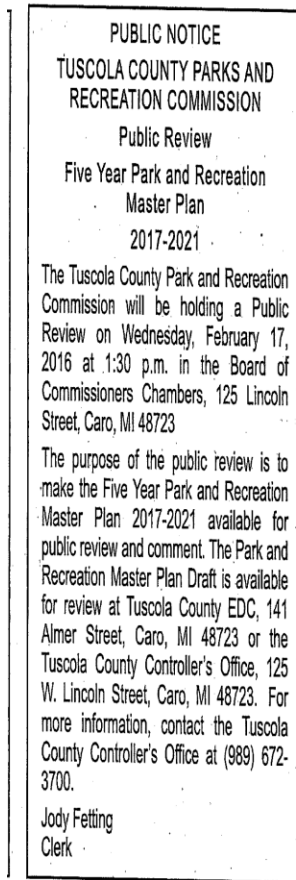 PUBLIC NOTICE
TUSCOLA COUNTY PARKS AND
RECREATION COMMISSION
Public Review
Five Year Park and Recreation
Master Plan
2017-2021
The Tuscola County Park and Recreation
Commission will be holding a Public
Review on Wednesday, February 17,
2016 at 1:30 p.m. in the Board of
Commissioners Chambers, 125 Lincoln
Street, Caro, MI 48723
The purpose of the public review is to
make the Five Year Park and Recreation
Master Plan 2017-2021 available for
public review and comment. The Park and
Recreation Master Plan Draft is available
for review at Tuscola County EDC, 141
Almer Street, Caro, MI 48723 or the
Tuscola County Controller's Office, 125
W. Lincoln Street, Caro, MI 48723. For
more information, contact the Tuscola
County Controller's Office at (989) 672-
3700.
Jody Fetting
Clerk